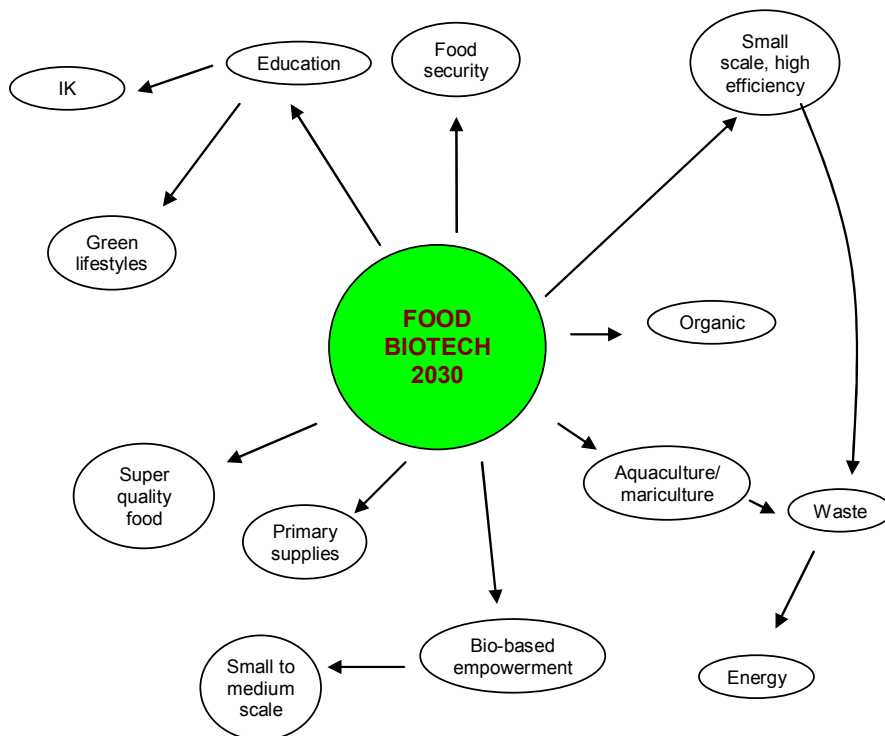 Education
Food
security
Small
scale, high
efficiency
IK
Green
lifestyles
FOOD
BIOTECH
2030
Organic
Super
quality
food
Primary
supplies
Aquaculture/
mariculture
Waste
Bio-based
empowerment
Small to
medium
scale
Energy